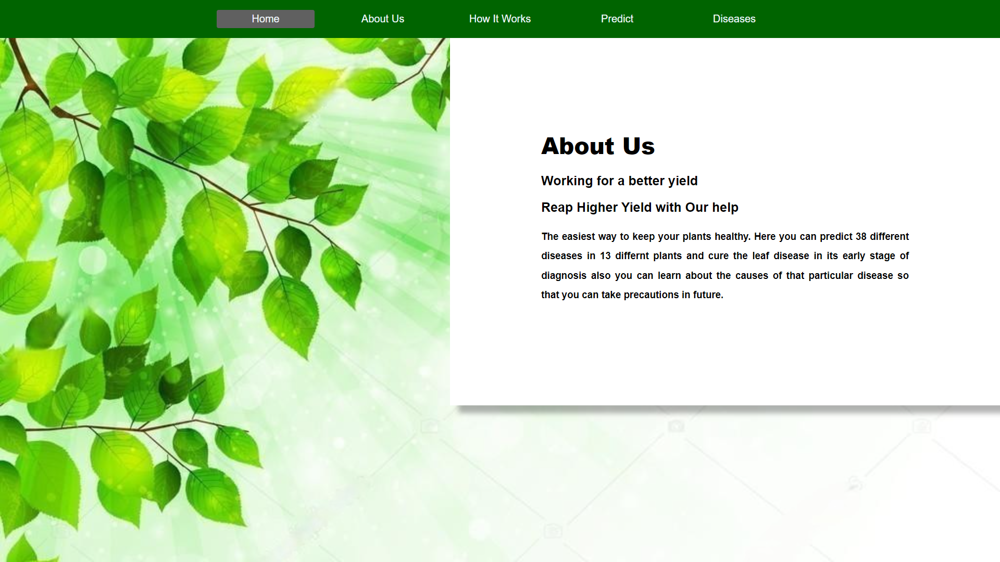 Home
About Us
How It Works
Predict
Diseases
About Us
Working for a better yield
Reap Higher Yield with Our help
The easiest way to keep your plants healthy. Here you can predict 38 different
diseases in 13 differnt plants and cure the leaf disease in its early stage of
diagnosis also you can learn about the causes of that particular disease so
that you can take precautions in future.